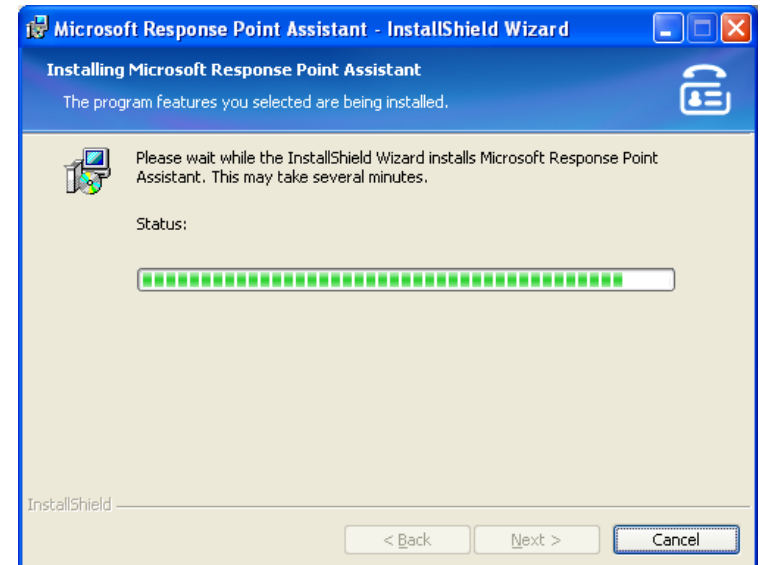 Microsoft Response Point Assistant - InstallShield Wizard
Installing Microsoft Response Point Assistant
The program features you selected are being installed.
Please wait while the InstallShield Wizard installs Microsoft Response Point
Assistant. This may take several minutes.
Status:
InstallShield
< Back Next > Cancel